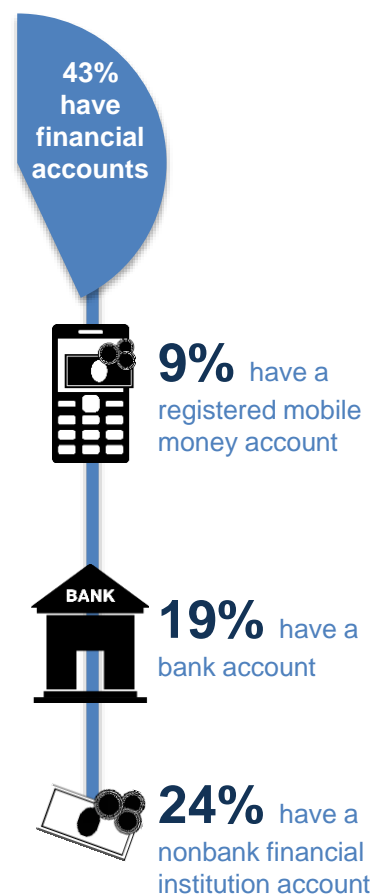 43%
have
financial
accounts
9% have a
registered mobile
money account
BANK
19% have a
bank account
24% have a
nonbank financial
institution account